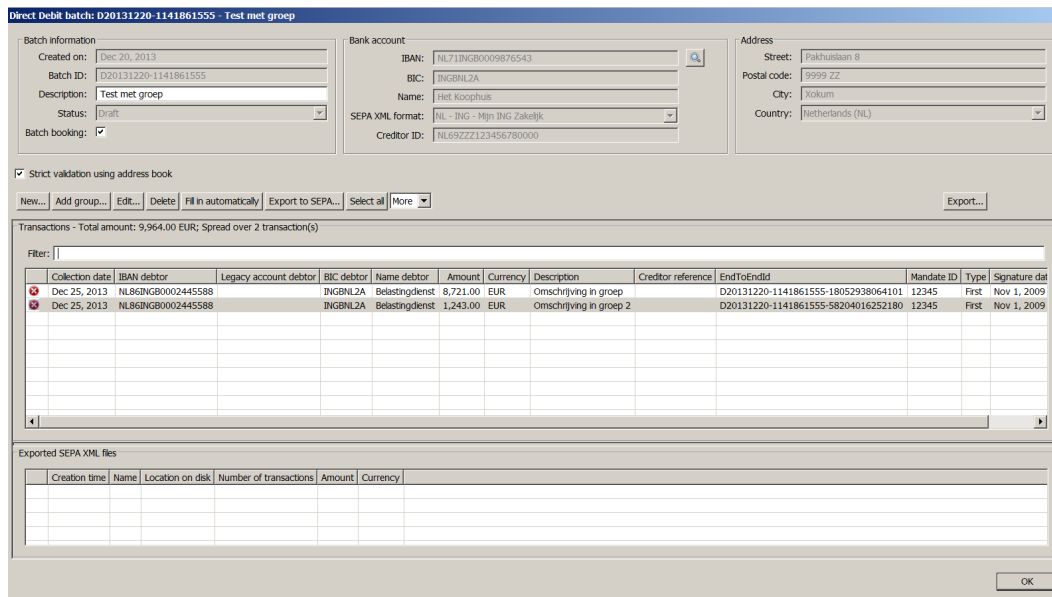 Direct Debit batch: D20131220-1141861555 - Test met groep
Batch information
Created on: Dec 20, 2013
Batch ID: D20131220-1141861555
Description: Test met groep
Status: Draft
Batch booking:
Bank account
IBAN: NL71INGB0009876543
BIC: INGBNL2A
Name: Het Koophuis
SEPA XML format: NL - ING - Mijn ING Zakelijk
Creditor ID: NL69ZZZ123456780000
Address
Street: Pakhuislaan 8
Postal code: 9999 ZZ
City: Xokum
Country: Netherlands (NL)
Strict validation using address book
New... Add group... Edit... Delete Fill in automatically Export to SEPA... Select all More Export...
Transactions - Total amount: 9,964.00 EUR; Spread over 2 transaction(s)
Filter:
Collection date IBAN debtor Legacy account debtor BIC debtor Name debtor Amount Currency Description Creditor reference EndToEndId Mandate ID Type Signature dat
Dec 25, 2013 NL86INGB0002445588 INGBNL2A Belastingdienst 8,721.00 EUR Omschrijving in groep D20131220-1141861555-18052938064101 12345 First Nov 1, 2009
Dec 25, 2013 NL86INGB0002445588 INGBNL2A Belastingdienst 1,243.00 EUR Omschrijving in groep 2 D20131220-1141861555-58204016252180 12345 First Nov 1, 2009
Exported SEPA XML files
Creation time Name Location on disk Number of transactions Amount Currency
OK